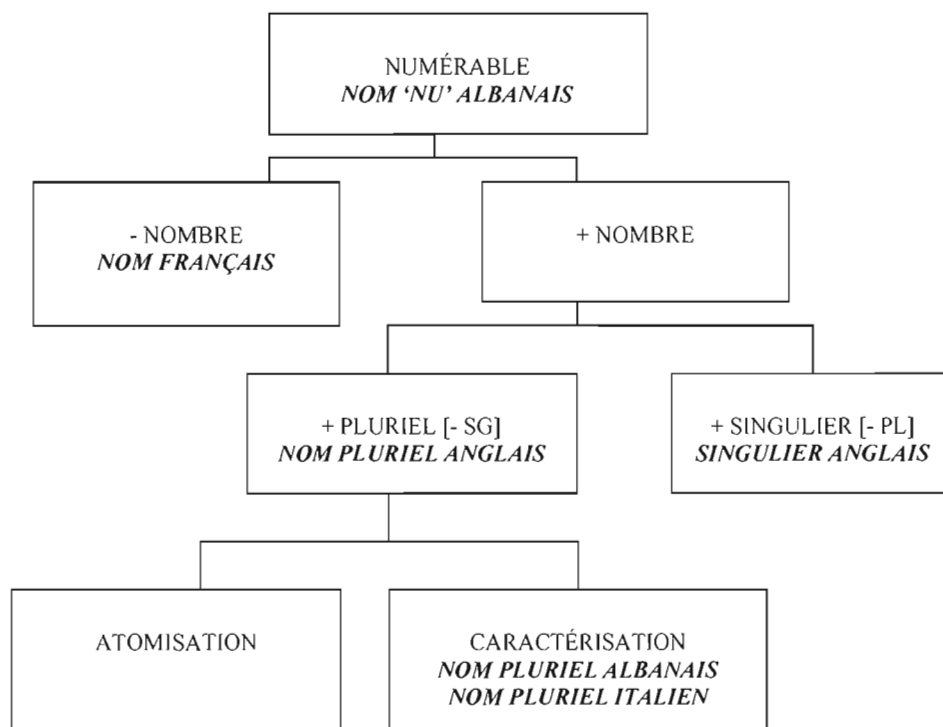 NUMÉRABLE
NOM ‘NU’ ALBANAIS
- NOMBRE
NOM FRANÇAIS
+ NOMBRE
+ PLURIEL [- SG]
NOM PLURIEL ANGLAIS
+ SINGULIER [- PL]
SINGULIER ANGLAIS
ATOMISATION
CARACTÉRISATION
NOM PLURIEL ALBANAIS
NOM PLURIEL ITALIEN